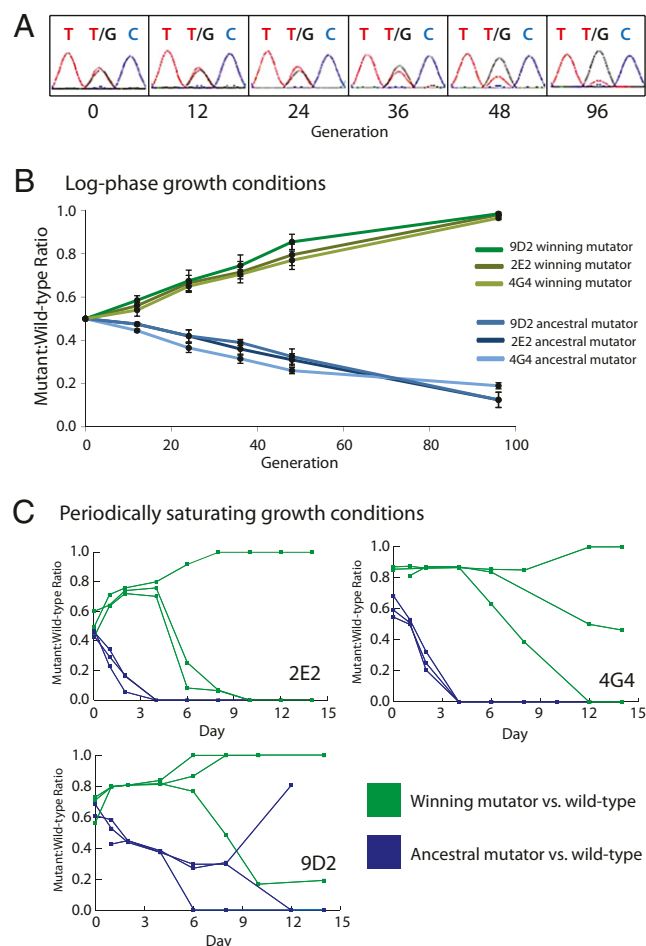 A
T T/G C T T/G C T T/G C T T/G C T T/G C T T/G C
0 12 24 36 48 96
Generation
B Log-phase growth conditions
Mutant:Wild-type Ratio
1.0
0.8
0.6
0.4
0.2
0.0
0 20 40 60 80 100
Generation
9D2 winning mutator
2E2 winning mutator
4G4 winning mutator
9D2 ancestral mutator
2E2 ancestral mutator
4G4 ancestral mutator
C Periodically saturating growth conditions
Mutant:Wild-type Ratio
1.0
0.8
0.6
0.4
0.2
0.0
0 3 6 9 12 15
Day
2E2
Mutant:Wild-type Ratio
1.0
0.8
0.6
0.4
0.2
0.0
0 3 6 9 12 15
Day
4G4
Mutant:Wild-type Ratio
1.0
0.8
0.6
0.4
0.2
0.0
0 3 6 9 12 15
Day
9D2
Winning mutator vs. wild-type
Ancestral mutator vs. wild-type